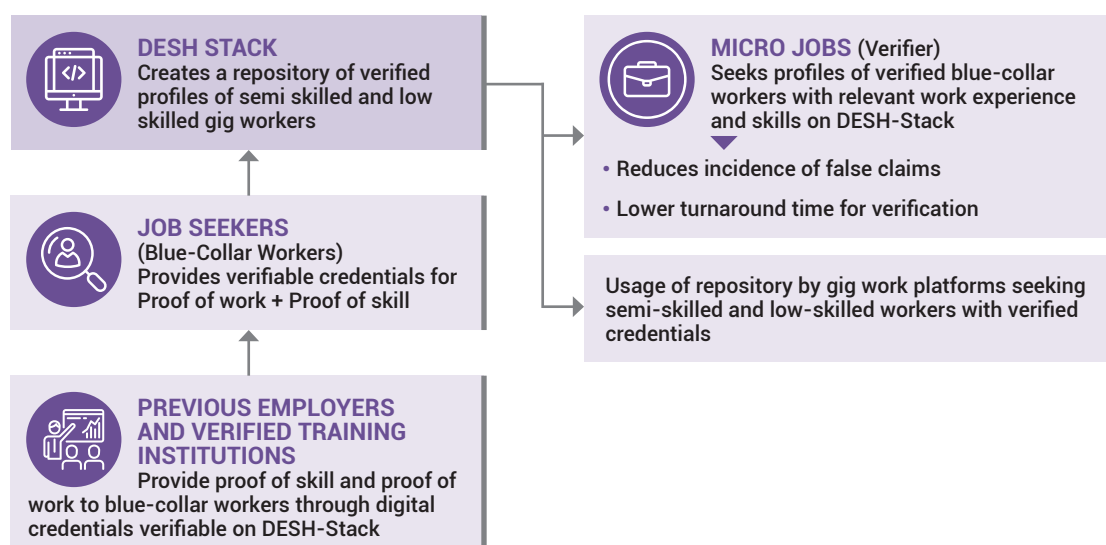 DESH STACK
Creates a repository of verified
profiles of semi skilled and low
skilled gig workers
JOB SEEKERS
(Blue-Collar Workers)
Provides verifiable credentials for
Proof of work + Proof of skill
PREVIOUS EMPLOYERS
AND VERIFIED TRAINING
INSTITUTIONS
Provide proof of skill and proof of
work to blue-collar workers through digital
credentials verifiable on DESH-Stack
MICRO JOBS (Verifier)
Seeks profiles of verified blue-collar
workers with relevant work experience
and skills on DESH-Stack
• Reduces incidence of false claims
• Lower turnaround time for verification
Usage of repository by gig work platforms seeking
semi-skilled and low-skilled workers with verified
credentials